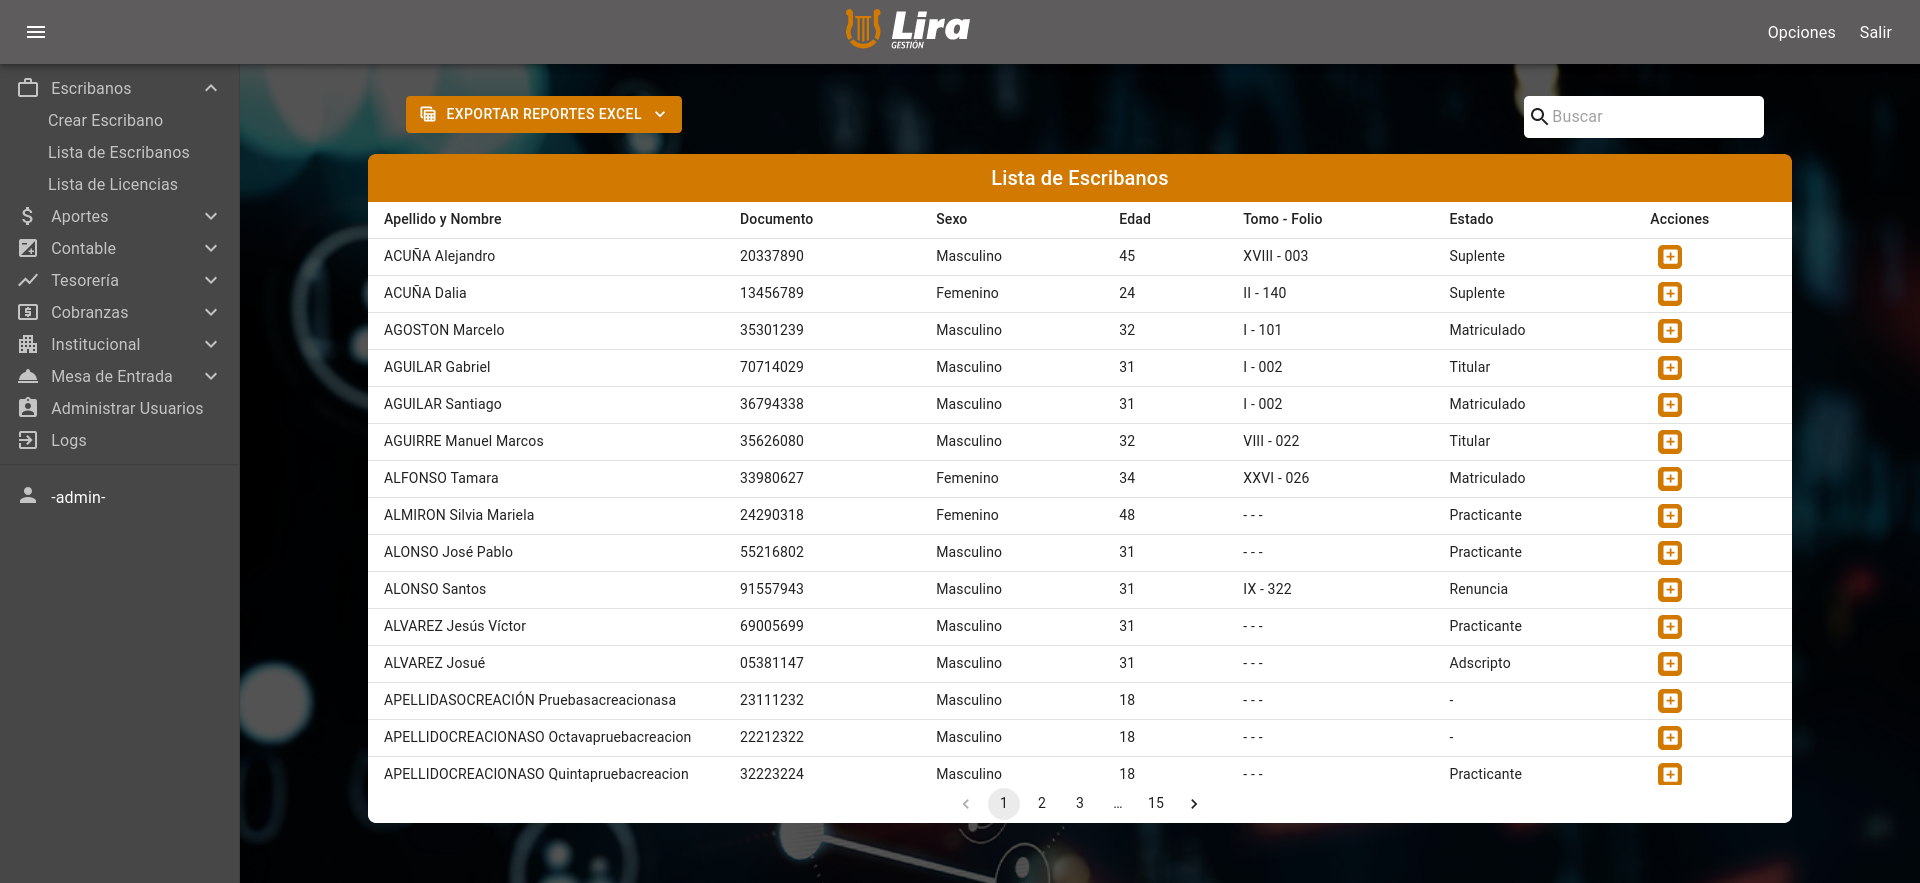 Lira
GESTIÓN
Opciones Salir
Escribanos
Crear Escribano
Lista de Escribanos
Lista de Licencias
Aportes
Contable
Tesorería
Cobranzas
Institucional
Mesa de Entrada
Administrar Usuarios
Logs
-admin-
EXPORTAR REPORTES EXCEL
Buscar
Lista de Escribanos
Apellido y Nombre Documento Sexo Edad Tomo - Folio Estado Acciones
ACUÑA Alejandro 20337890 Masculino 45 XVIII - 003 Suplente
ACUÑA Dalia 13456789 Femenino 24 II - 140 Suplente
AGOSTON Marcelo 35301239 Masculino 32 I - 101 Matriculado
AGUILAR Gabriel 70714029 Masculino 31 I - 002 Titular
AGUILAR Santiago 36794338 Masculino 31 I - 002 Matriculado
AGUIRRE Manuel Marcos 35626080 Masculino 32 VIII - 022 Titular
ALFONSO Tamara 33980627 Femenino 34 XXVI - 026 Matriculado
ALMIRON Silvia Mariela 24290318 Femenino 48 - - - Practicante
ALONSO José Pablo 55216802 Masculino 31 - - - Practicante
ALONSO Santos 91557943 Masculino 31 IX - 322 Renuncia
ALVAREZ Jesús Víctor 69005699 Masculino 31 - - - Practicante
ALVAREZ Josué 05381147 Masculino 31 - - - Adscripto
APELLIDASOCREACIÓN Pruebasacreacionasa 23111232 Masculino 18 - - - -
APELLIDOCREACIONASO Octavapruebacreacion 22212322 Masculino 18 - - - -
APELLIDOCREACIONASO Quintapruebacreacion 32223224 Masculino 18 - - - Practicante
1 2 3 … 15